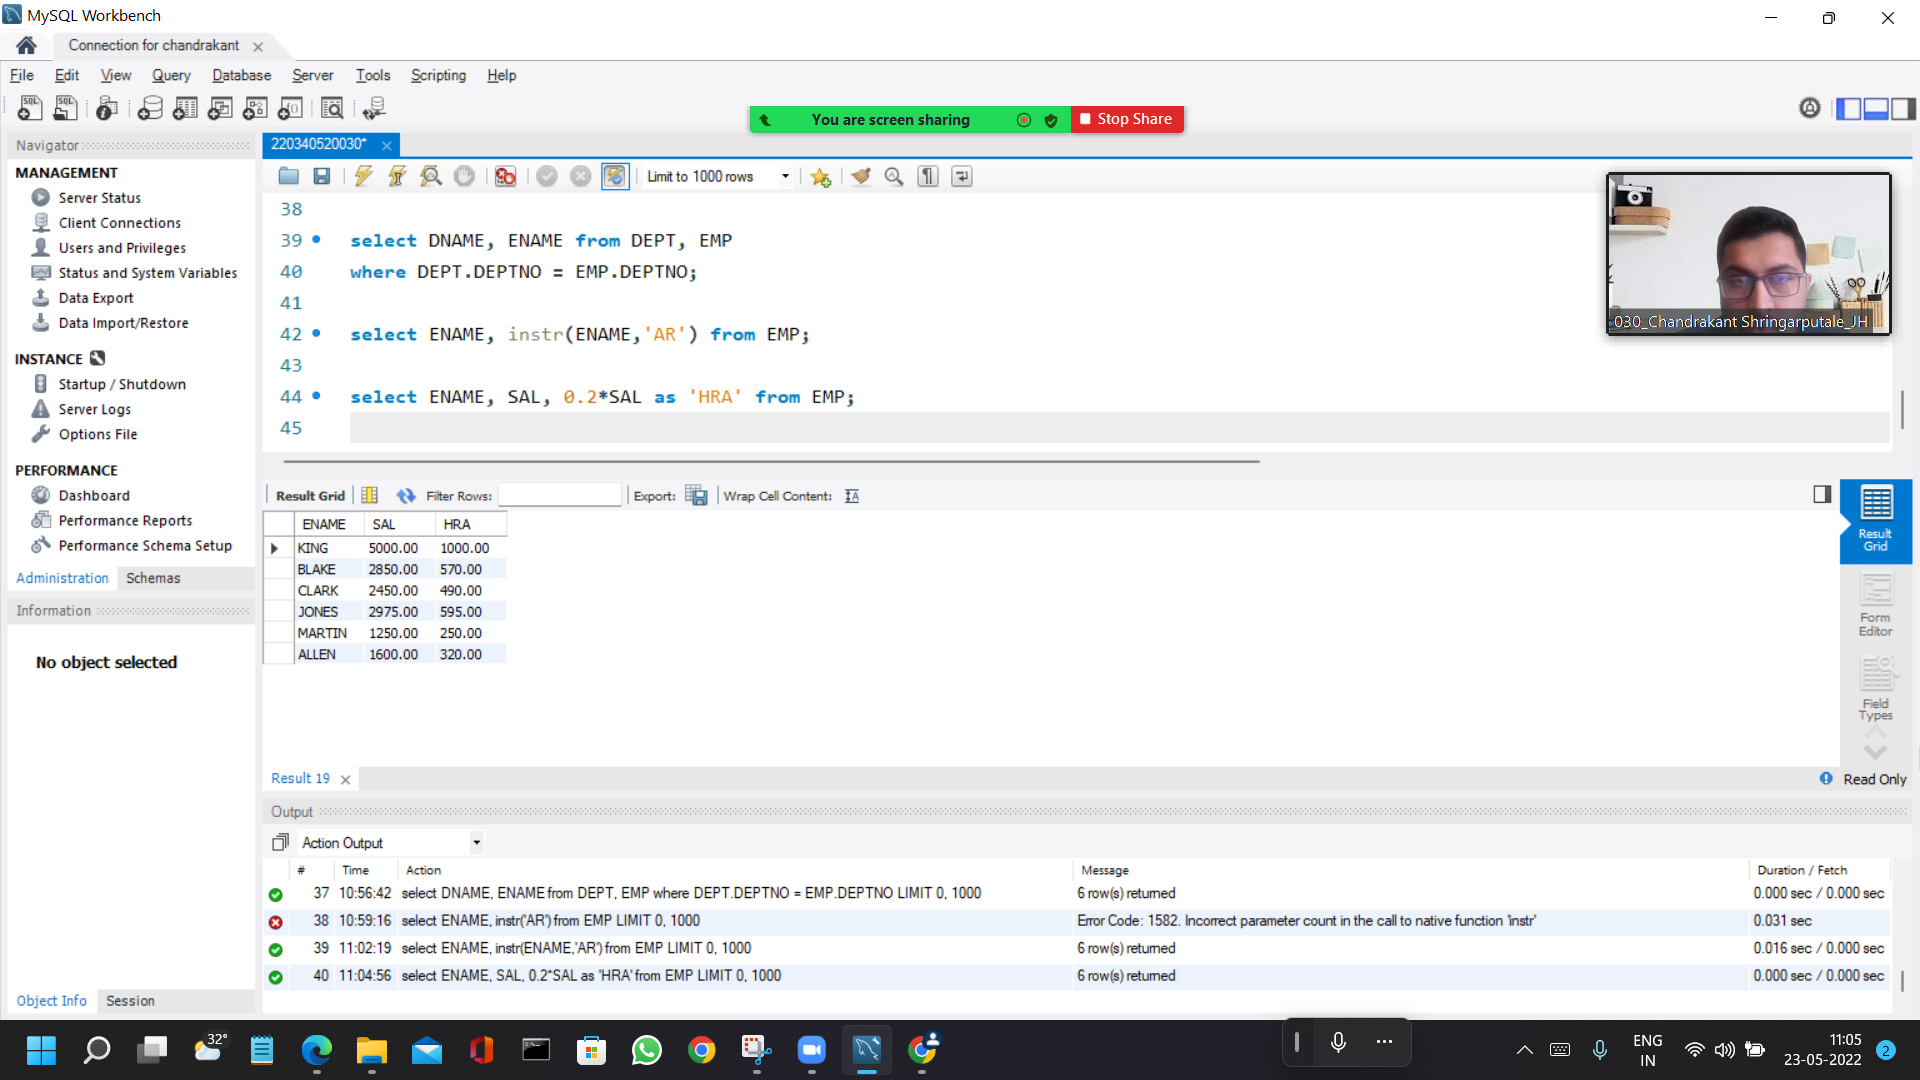 MySQL Workbench
Connection for chandrakant
File Edit View Query Database Server Tools Scripting Help
You are screen sharing
Stop Share
Navigator
MANAGEMENT
Server Status
Client Connections
Users and Privileges
Status and System Variables
Data Export
Data Import/Restore
INSTANCE
Startup / Shutdown
Server Logs
Options File
PERFORMANCE
Dashboard
Performance Reports
Performance Schema Setup
Administration Schemas
Information
No object selected
Object Info Session
220340520030*
Limit to 1000 rows
38
39 select DNAME, ENAME from DEPT, EMP
40 where DEPT.DEPTNO = EMP.DEPTNO;
41
42 select ENAME, instr(ENAME,'AR') from EMP;
43
44 select ENAME, SAL, 0.2*SAL as 'HRA' from EMP;
45
030_Chandrakant Shringarputale_JH
Result Grid Filter Rows: Export: Wrap Cell Content:
ENAME SAL HRA
KING 5000.00 1000.00
BLAKE 2850.00 570.00
CLARK 2450.00 490.00
JONES 2975.00 595.00
MARTIN 1250.00 250.00
ALLEN 1600.00 320.00
Result
Grid
Form
Editor
Field
Types
Result 19
Read Only
Output
Action Output
# Time Action Message Duration / Fetch
37 10:56:42 select DNAME, ENAME from DEPT, EMP where DEPT.DEPTNO = EMP.DEPTNO LIMIT 0, 1000 6 row(s) returned 0.000 sec / 0.000 sec
38 10:59:16 select ENAME, instr('AR') from EMP LIMIT 0, 1000 Error Code: 1582. Incorrect parameter count in the call to native function 'instr' 0.031 sec
39 11:02:19 select ENAME, instr(ENAME,'AR') from EMP LIMIT 0, 1000 6 row(s) returned 0.016 sec / 0.000 sec
40 11:04:56 select ENAME, SAL, 0.2*SAL as 'HRA' from EMP LIMIT 0, 1000 6 row(s) returned 0.000 sec / 0.000 sec
32°
ENG
IN
11:05
23-05-2022
2